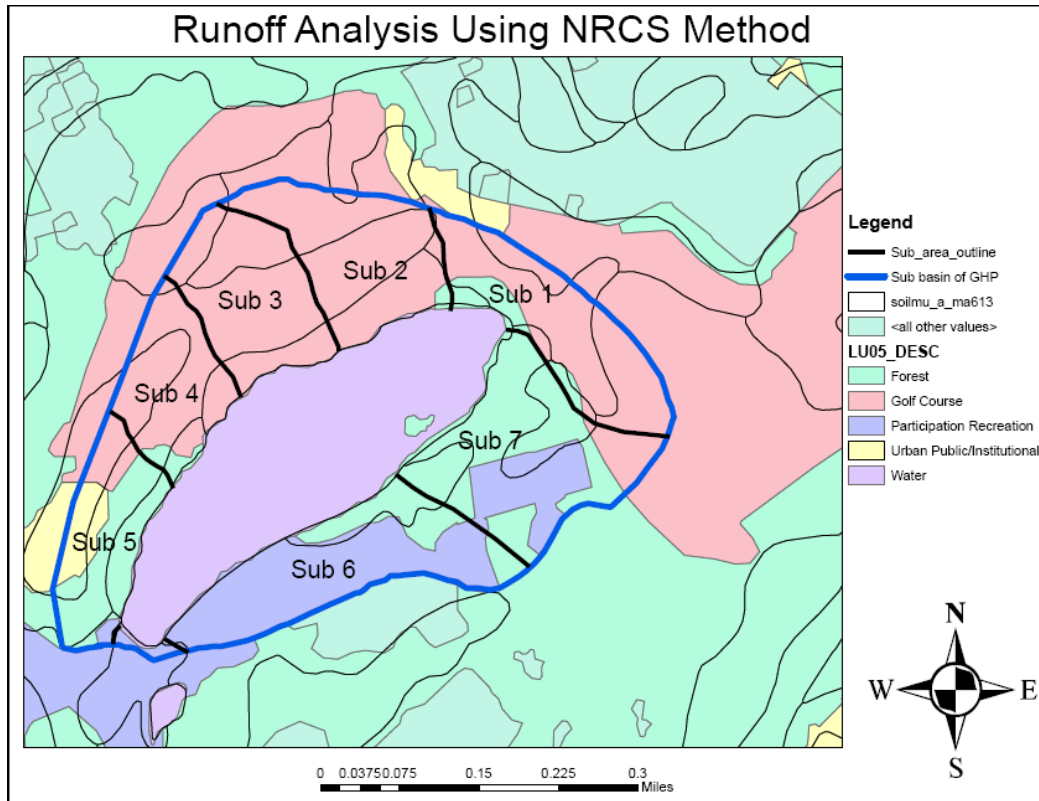 Runoff Analysis Using NRCS Method
Sub 2
Sub 1
Sub 3
Sub 4
Sub 7
Sub 5
Sub 6
Legend
Sub_area_outline
Sub basin of GHP
soilmu_a_ma613
<all other values>
LU05_DESC
Forest
Golf Course
Participation Recreation
Urban Public/Institutional
Water
N
W E
S
0 0.0375 0.075 0.15 0.225 0.3
Miles